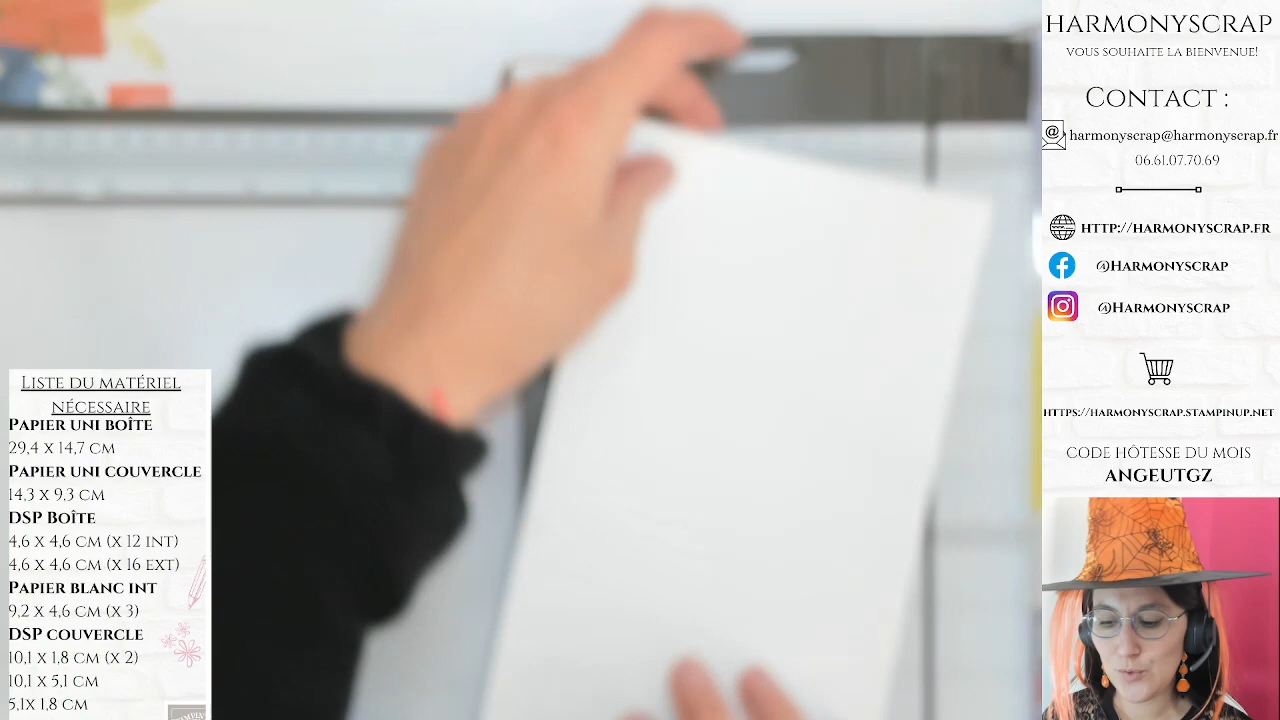 Liste du matériel
nécessaire
Papier uni boîte
29,4 x 14,7 cm
Papier uni couvercle
14,3 x 9,3 cm
DSP Boîte
4,6 x 4,6 cm (x 12 int)
4,6 x 4,6 cm (x 16 ext)
Papier blanc int
9,2 x 4,6 cm (x 3)
DSP couvercle
10,1 x 1,8 cm (x 2)
10,1 x 5,1 cm
5,1x 1,8 cm
HARMONYSCRAP
VOUS SOUHAITE LA BIENVENUE!
Contact :
harmonyscrap@harmonyscrap.fr
06.61.07.70.69
http://harmonyscrap.fr
@Harmonyscrap
@Harmonyscrap
https://harmonyscrap.stampinup.net
CODE HÔTESSE DU MOIS
ANGEUTGZ